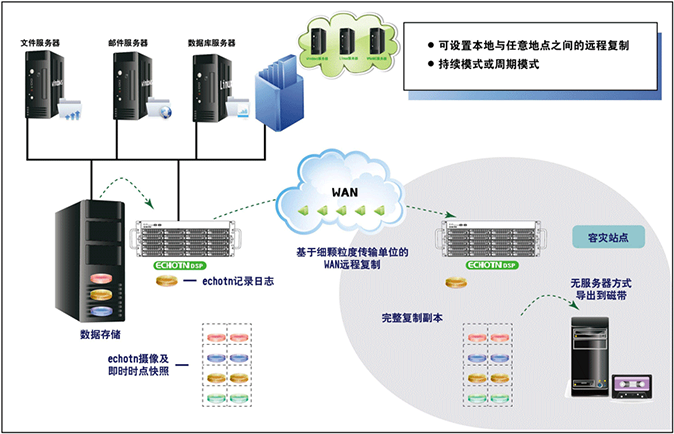 文件服务器
邮件服务器
数据库服务器
● 可设置本地与任意地点之间的远程复制
● 持续模式或周期模式
WAN
基于细颗粒度传输单位的
WAN远程复制
容灾站点
ECHOTN DSP
ECHOTN DSP
echotn记录日志
无服务器方式
导出到磁带
完整复制副本
数据存储
echotn摄像及
即时时点快照